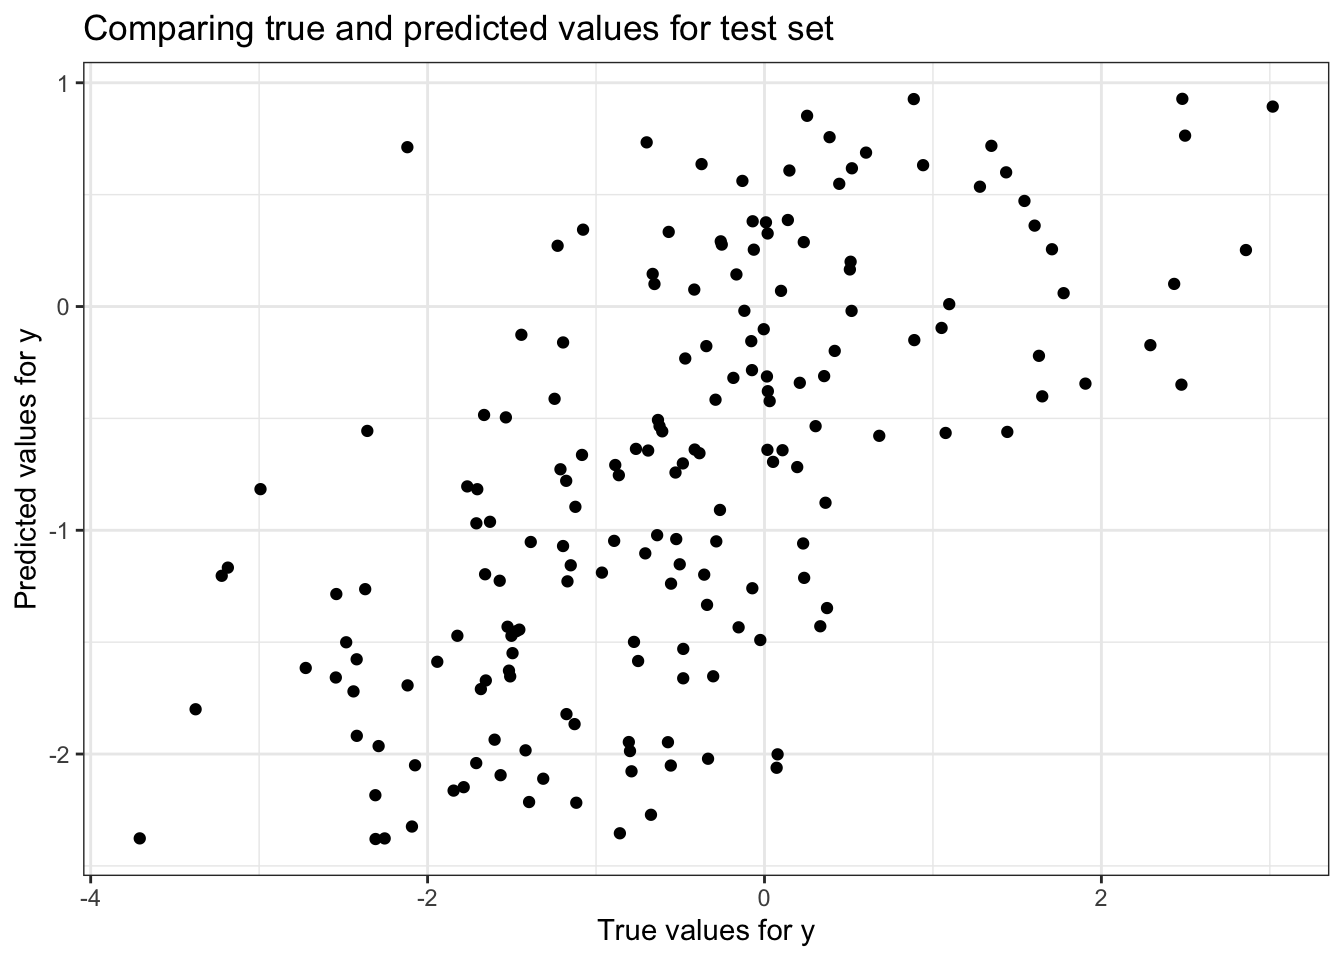 Comparing true and predicted values for test set
1
0
-1
-2
Predicted values for y
-4
-2
0
2
True values for y